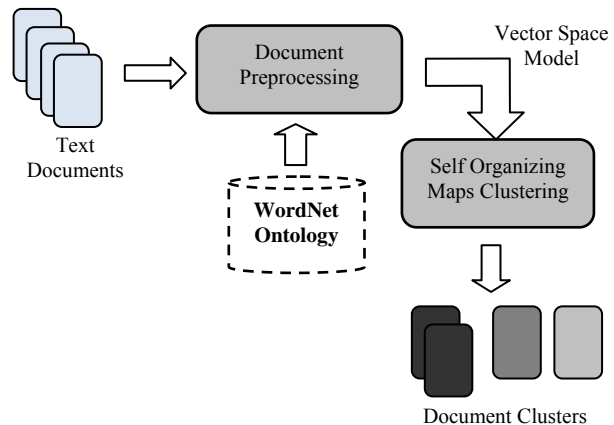 Document
Preprocessing
Vector Space
Model
Text
Documents
Self Organizing
Maps Clustering
WordNet
Ontology
Document Clusters